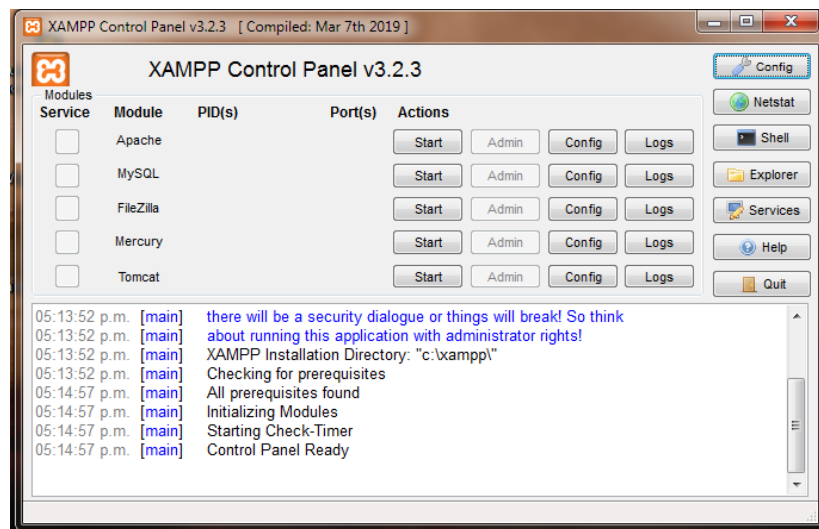 XAMPP Control Panel v3.2.3 [ Compiled: Mar 7th 2019 ]
XAMPP Control Panel v3.2.3
Config
Modules
Service Module PID(s) Port(s) Actions
Netstat
Apache Start Admin Config Logs
Shell
MySQL Start Admin Config Logs
Explorer
FileZilla Start Admin Config Logs
Services
Mercury Start Admin Config Logs
Help
Tomcat Start Admin Config Logs
Quit
05:13:52 p.m. [main] there will be a security dialogue or things will break! So think
05:13:52 p.m. [main] about running this application with administrator rights!
05:13:52 p.m. [main] XAMPP Installation Directory: "c:\xampp\"
05:13:52 p.m. [main] Checking for prerequisites
05:14:57 p.m. [main] All prerequisites found
05:14:57 p.m. [main] Initializing Modules
05:14:57 p.m. [main] Starting Check-Timer
05:14:57 p.m. [main] Control Panel Ready